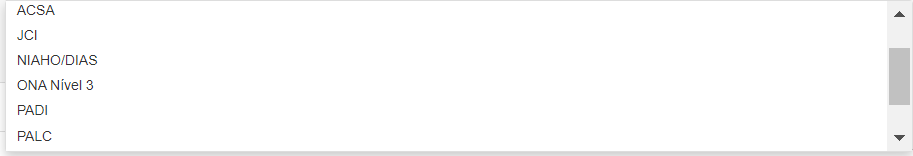 ACSA
JCI
NIAHO/DIAS
ONA Nível 3
PADI
PALC